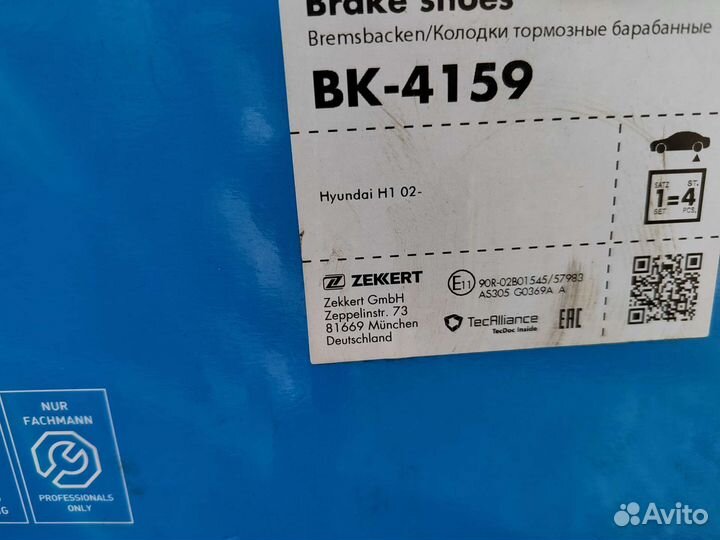 Brake shoes
Bremsbacken/Колодки тормозные барабанные
BK-4159
Hyundai H1 02-
SATZ ST.
1=4
SET PCS.
ZEKKERT
Zekkert GmbH
Zeppelinstr. 73
81669 München
Deutschland
E11 90R-02B01545/57983
AS305 G0369A A
TecAlliance
TecDoc Inside
EAC
NUR
FACHMANN
PROFESSIONALS
ONLY
G
Avito